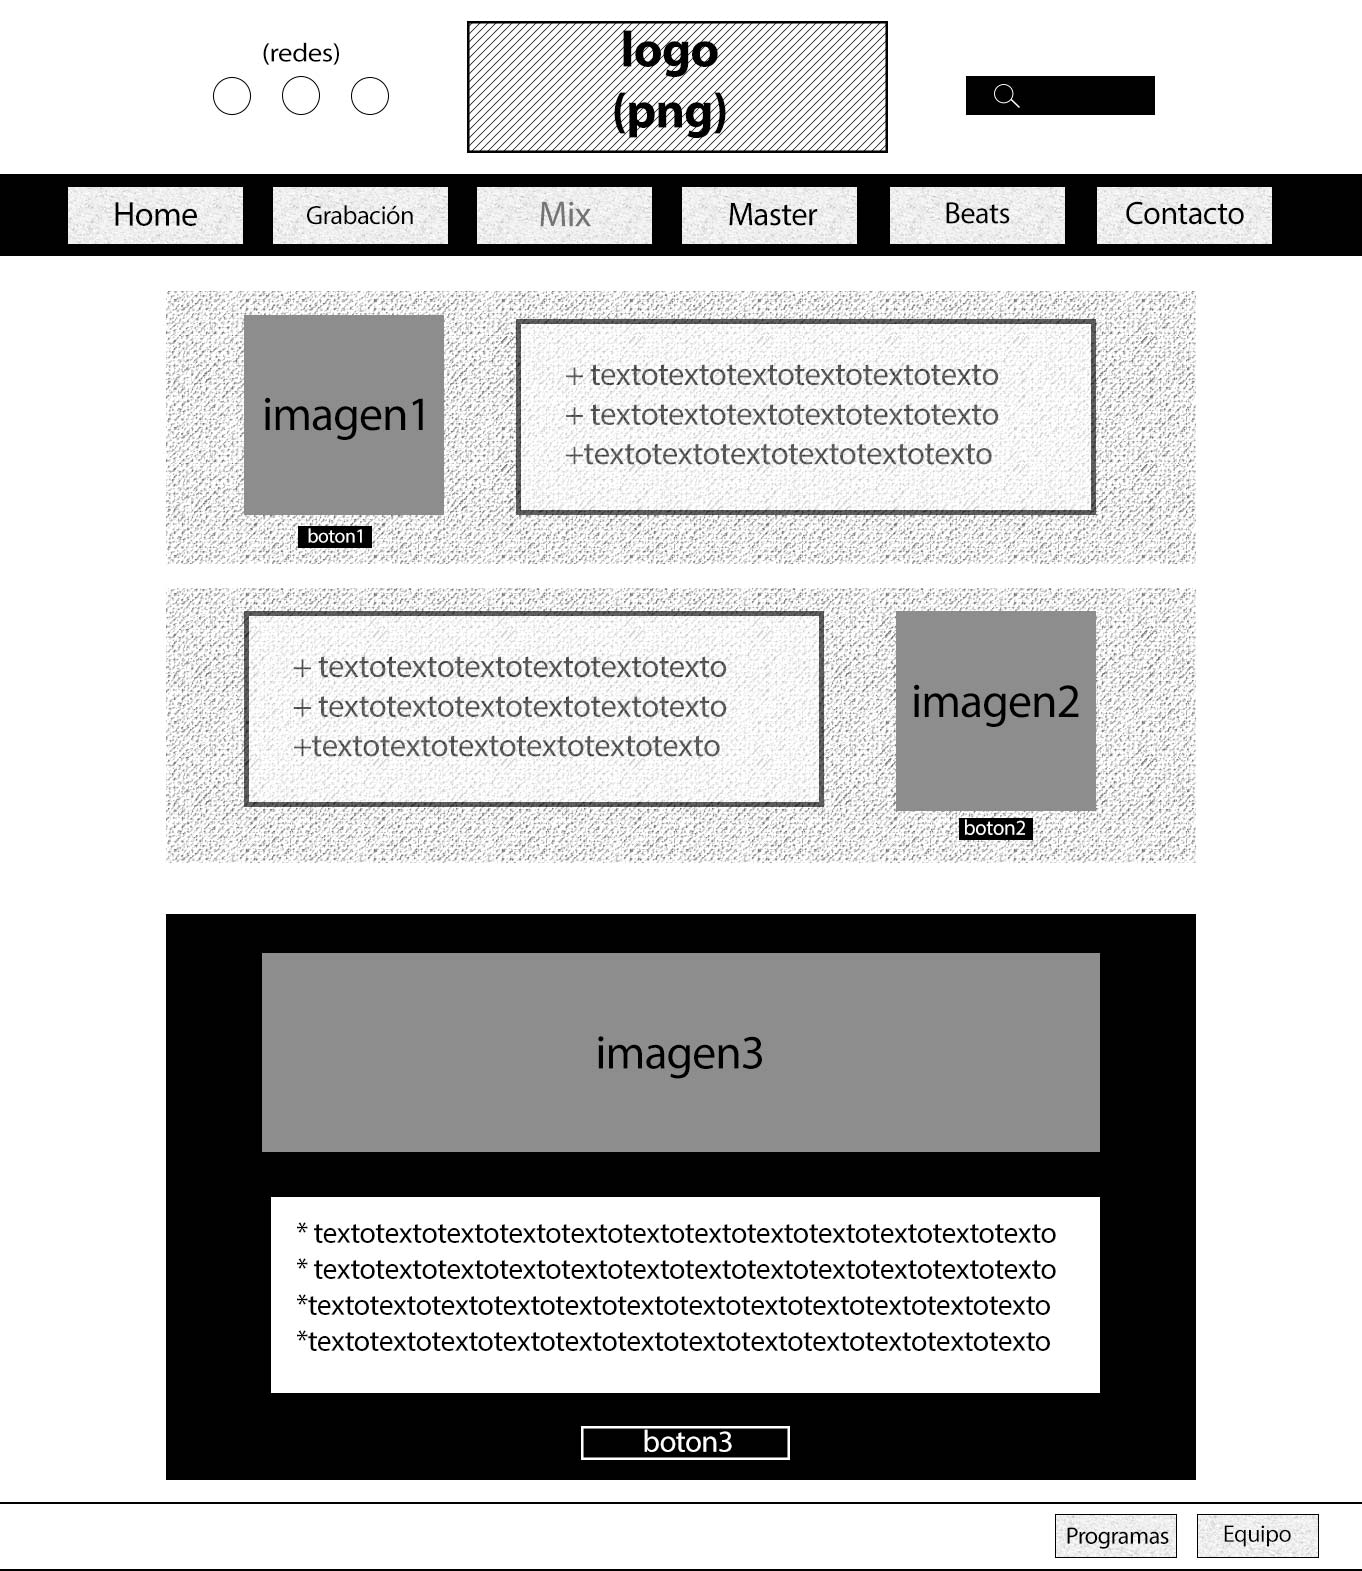 (redes)
logo
(png)
Home
Grabación
Mix
Master
Beats
Contacto
imagen1
+ textotextotextotextotextotexto
+ textotextotextotextotextotexto
+textotextotextotextotextotexto
boton1
+ textotextotextotextotextotexto
+ textotextotextotextotextotexto
+textotextotextotextotextotexto
imagen2
boton2
imagen3
* textotextotextotextotextotextotextotextotextotextotextotexto
* textotextotextotextotextotextotextotextotextotextotextotexto
*textotextotextotextotextotextotextotextotextotextotextotexto
*textotextotextotextotextotextotextotextotextotextotextotexto
boton3
Programas
Equipo